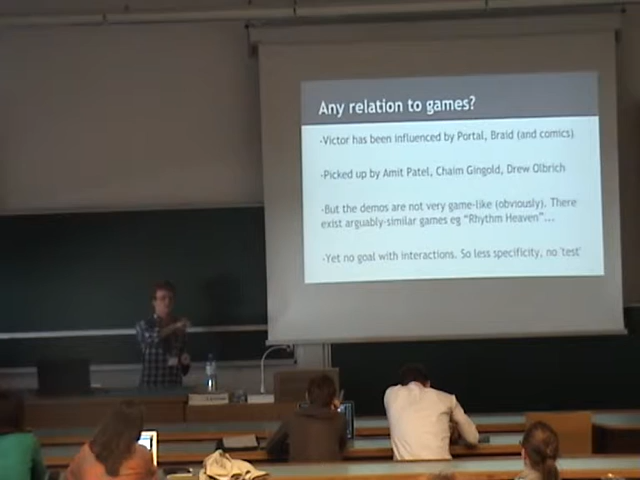 Any relation to games?
-Victor has been influenced by Portal, Braid (and comics)
-Picked up by Amit Patel, Chaim Gingold, Drew Olbrich
-But the demos are not very game-like (obviously). There
exist arguably-similar games eg "Rhythm Heaven"...
-Yet no goal with interactions. So less specificity, no 'test'